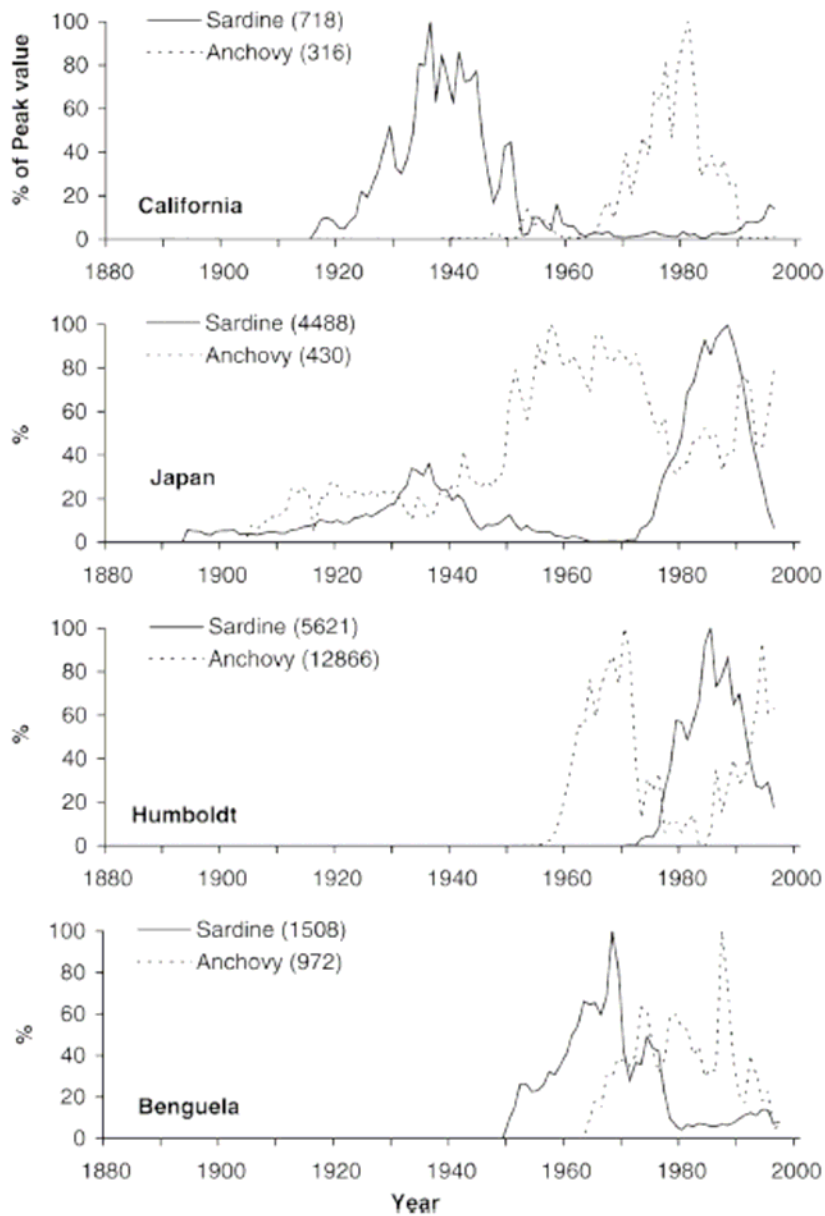 Sardine (718)
Anchovy (316)
% of Peak value
100
80
60
40
20
0
California
1880 1900 1920 1940 1960 1980 2000
Sardine (4488)
Anchovy (430)
%
100
80
60
40
20
0
Japan
1880 1900 1920 1940 1960 1980 2000
Sardine (5621)
Anchovy (12866)
%
100
80
60
40
20
0
Humboldt
1880 1900 1920 1940 1960 1980 2000
Sardine (1508)
Anchovy (972)
%
100
80
60
40
20
0
Benguela
1880 1900 1920 1940 1960 1980 2000
Year